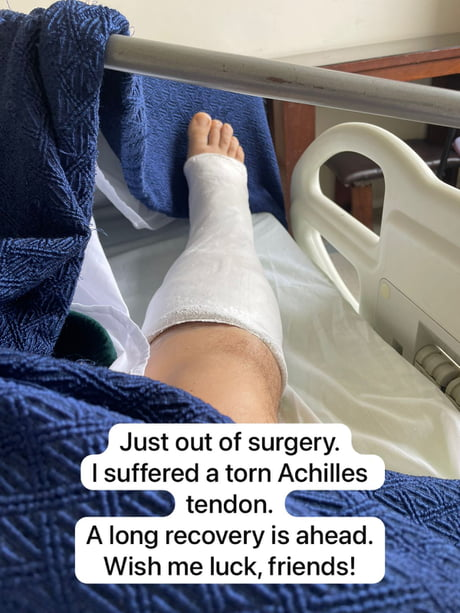 Just out of surgery.
I suffered a torn Achilles
tendon.
A long recovery is ahead.
Wish me luck, friends!